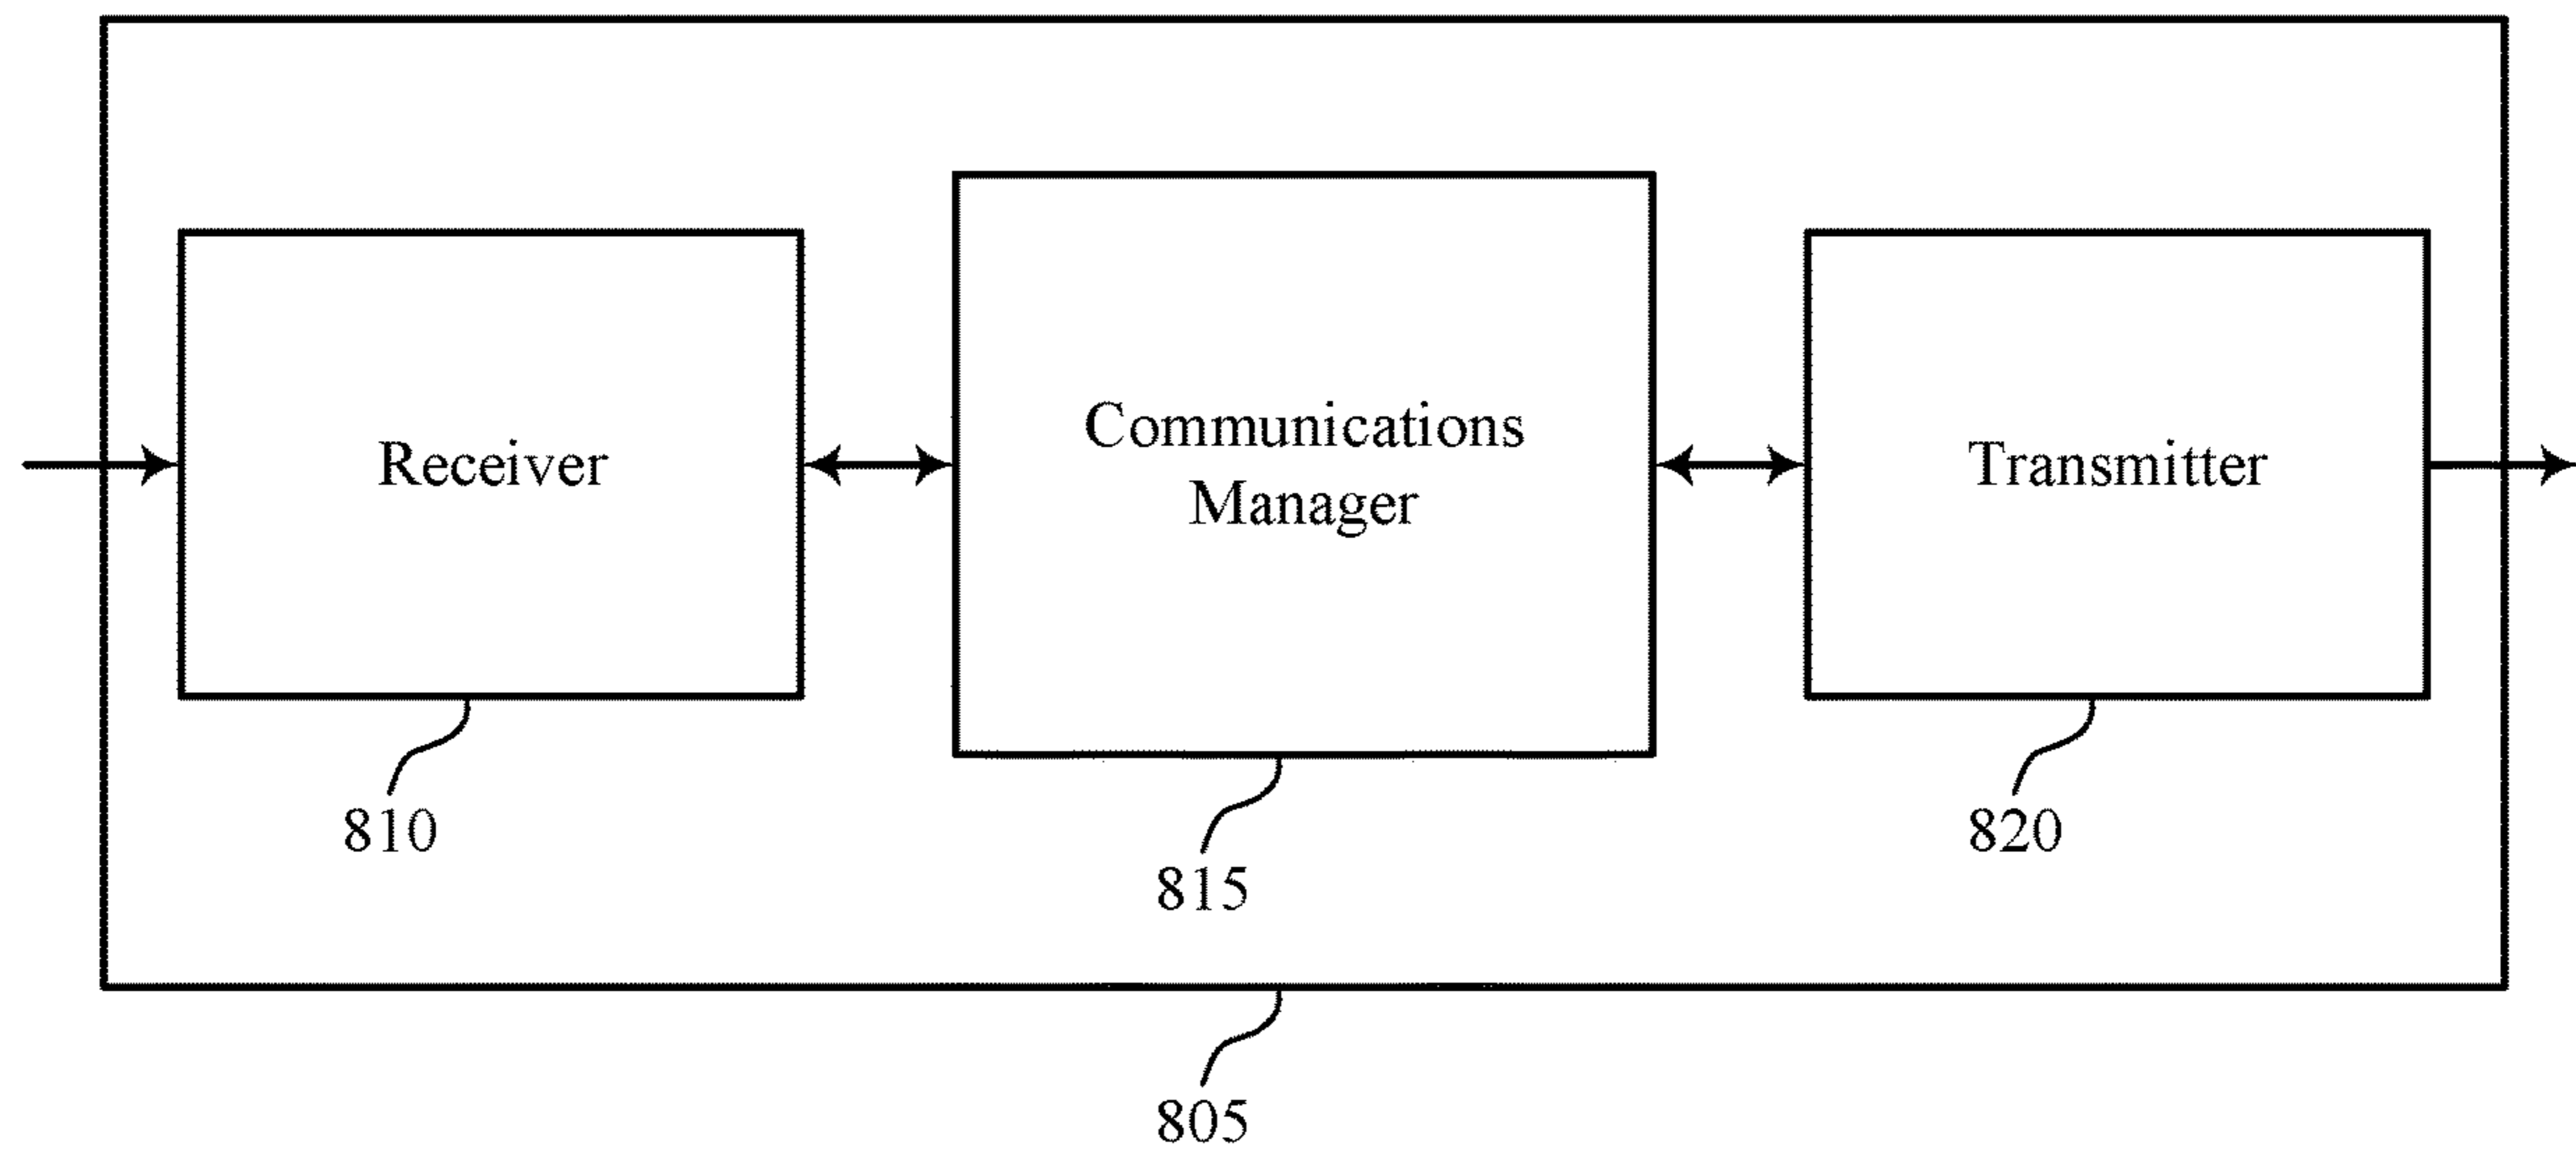 Receiver
Communications
Manager
Transmitter
810
815
820
805